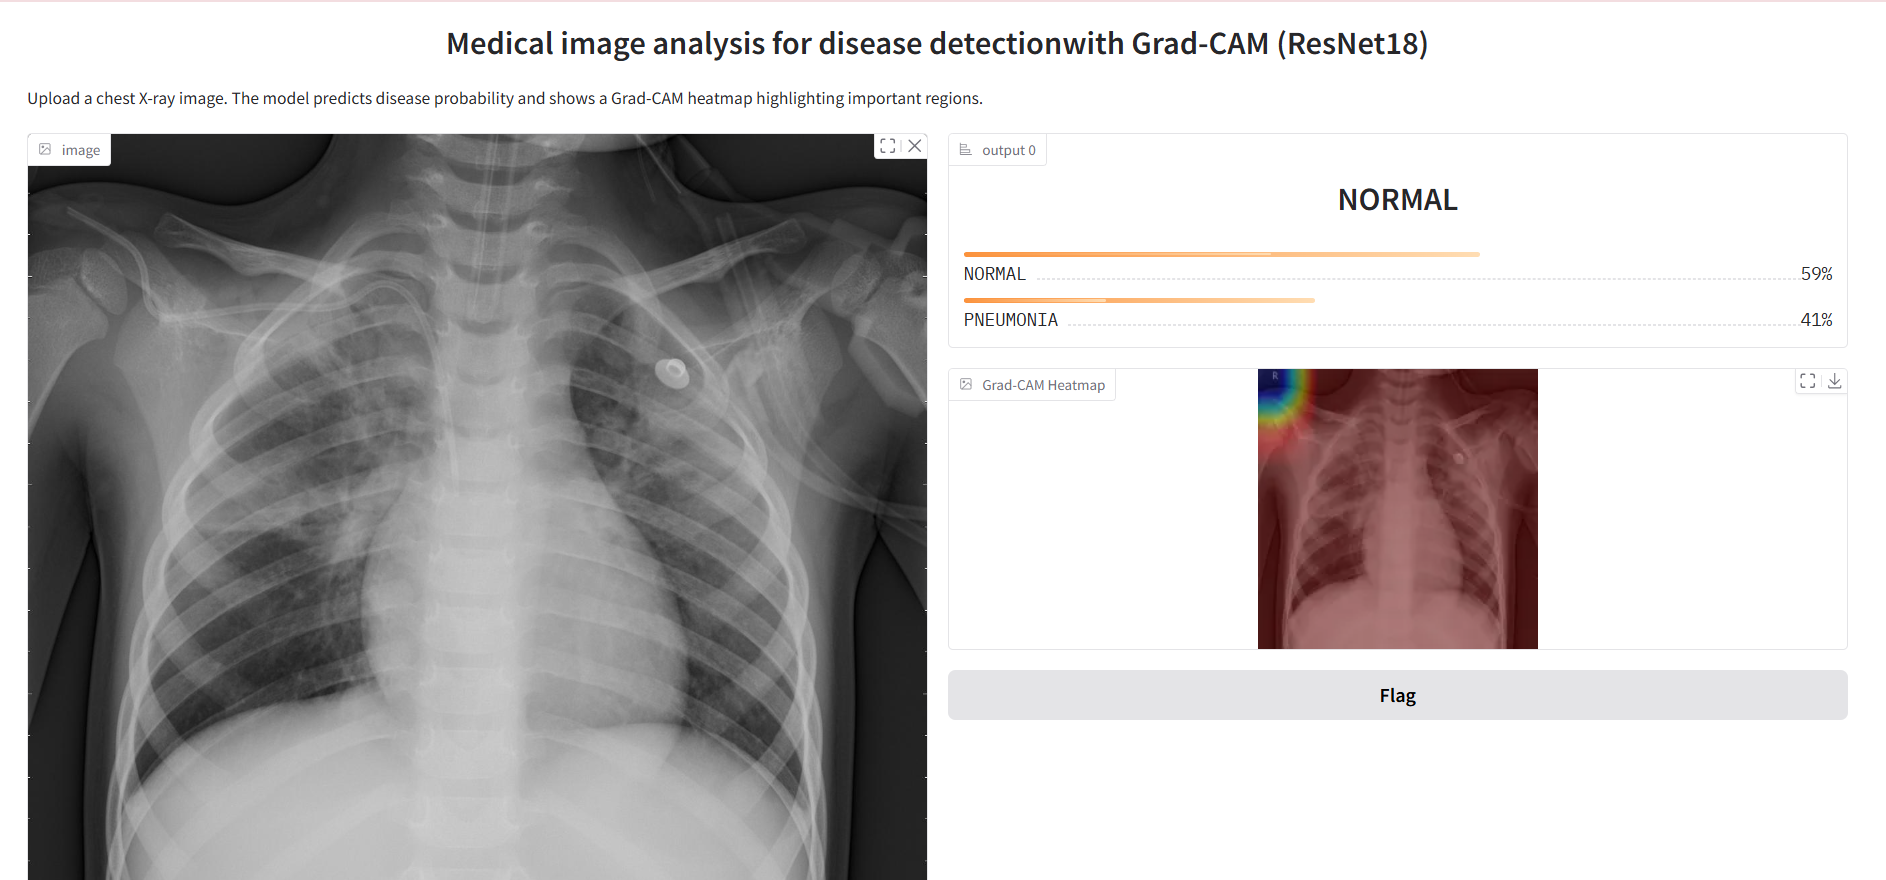 Medical image analysis for disease detectionwith Grad-CAM (ResNet18)
Upload a chest X-ray image. The model predicts disease probability and shows a Grad-CAM heatmap highlighting important regions.
image
output 0
NORMAL
NORMAL 59%
PNEUMONIA 41%
Grad-CAM Heatmap
R
Flag